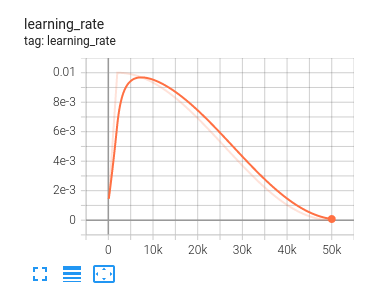 learning_rate
tag: learning_rate
0.01
8e-3
6e-3
4e-3
2e-3
0
0 10k 20k 30k 40k 50k